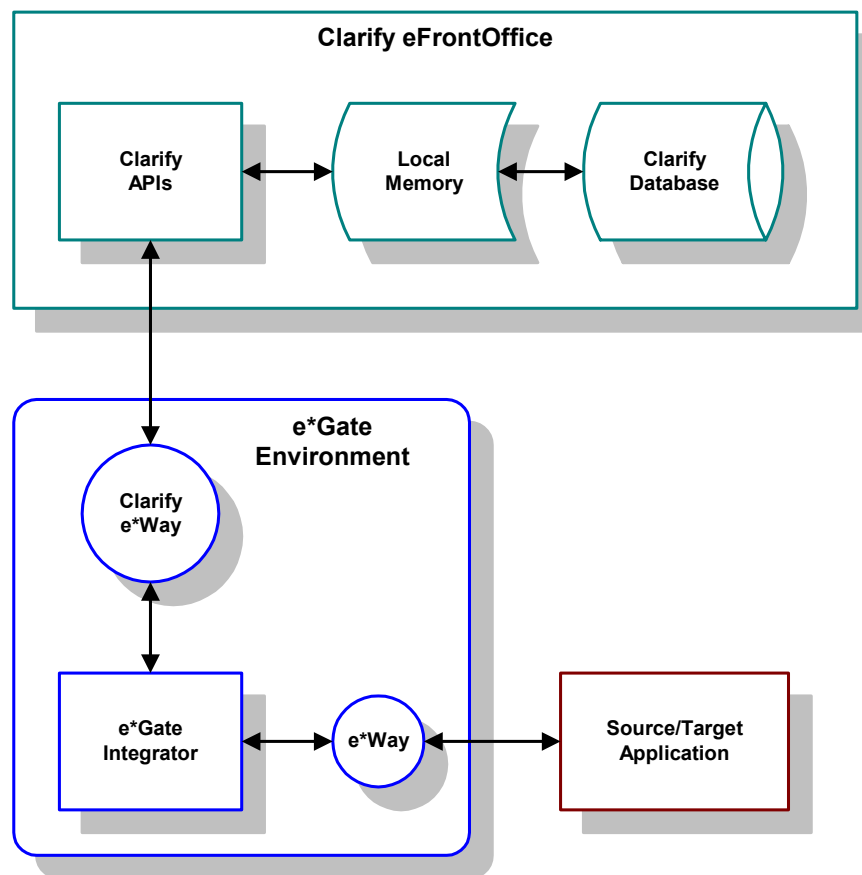 Clarify eFrontOffice
Clarify
APIs
Local
Memory
Clarify
Database
e*Gate
Environment
Clarify
e*Way
e*Gate
Integrator
e*Way
Source/Target
Application